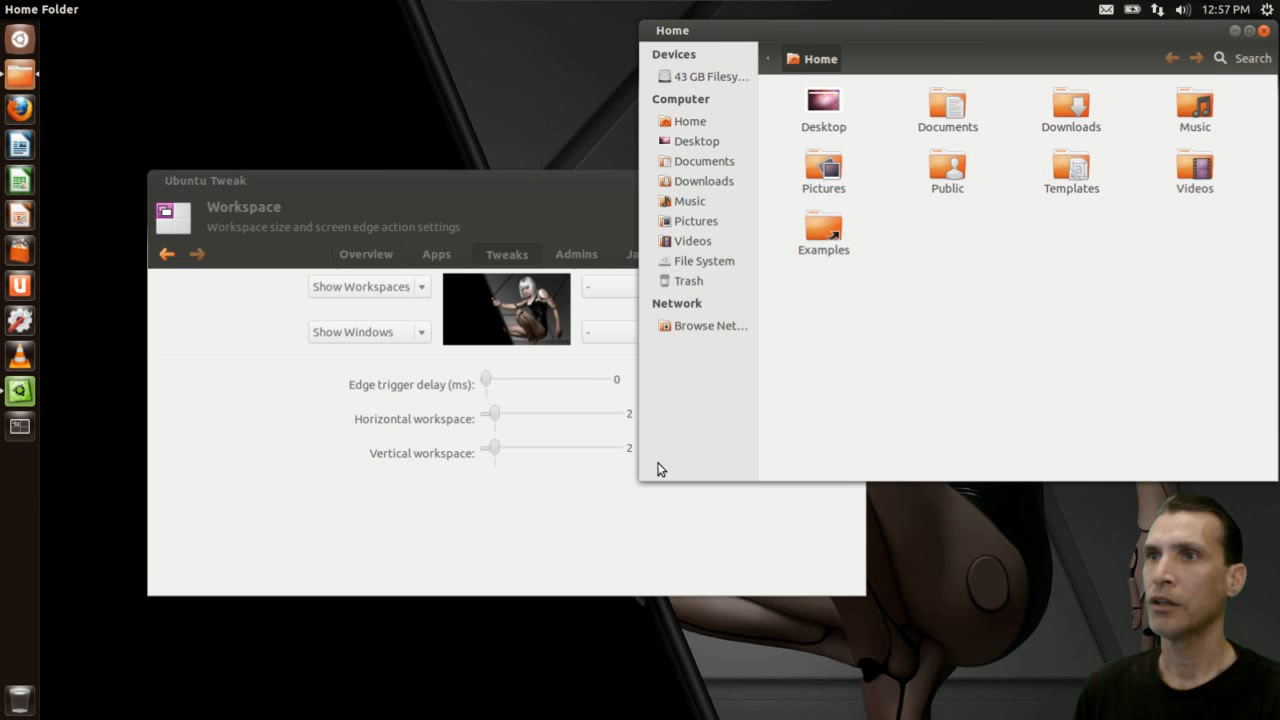 Home Folder
12:57 PM
Home
Devices
43 GB Filesy...
Computer
Home
Desktop
Documents
Downloads
Music
Pictures
Videos
File System
Trash
Network
Browse Net...
Home
Search
Desktop
Documents
Downloads
Music
Pictures
Public
Templates
Videos
Examples
Ubuntu Tweak
Workspace
Workspace size and screen edge action settings
Overview
Apps
Tweaks
Admins
Ja
Show Workspaces
-
Show Windows
-
Edge trigger delay (ms):
0
Horizontal workspace:
2
Vertical workspace:
2